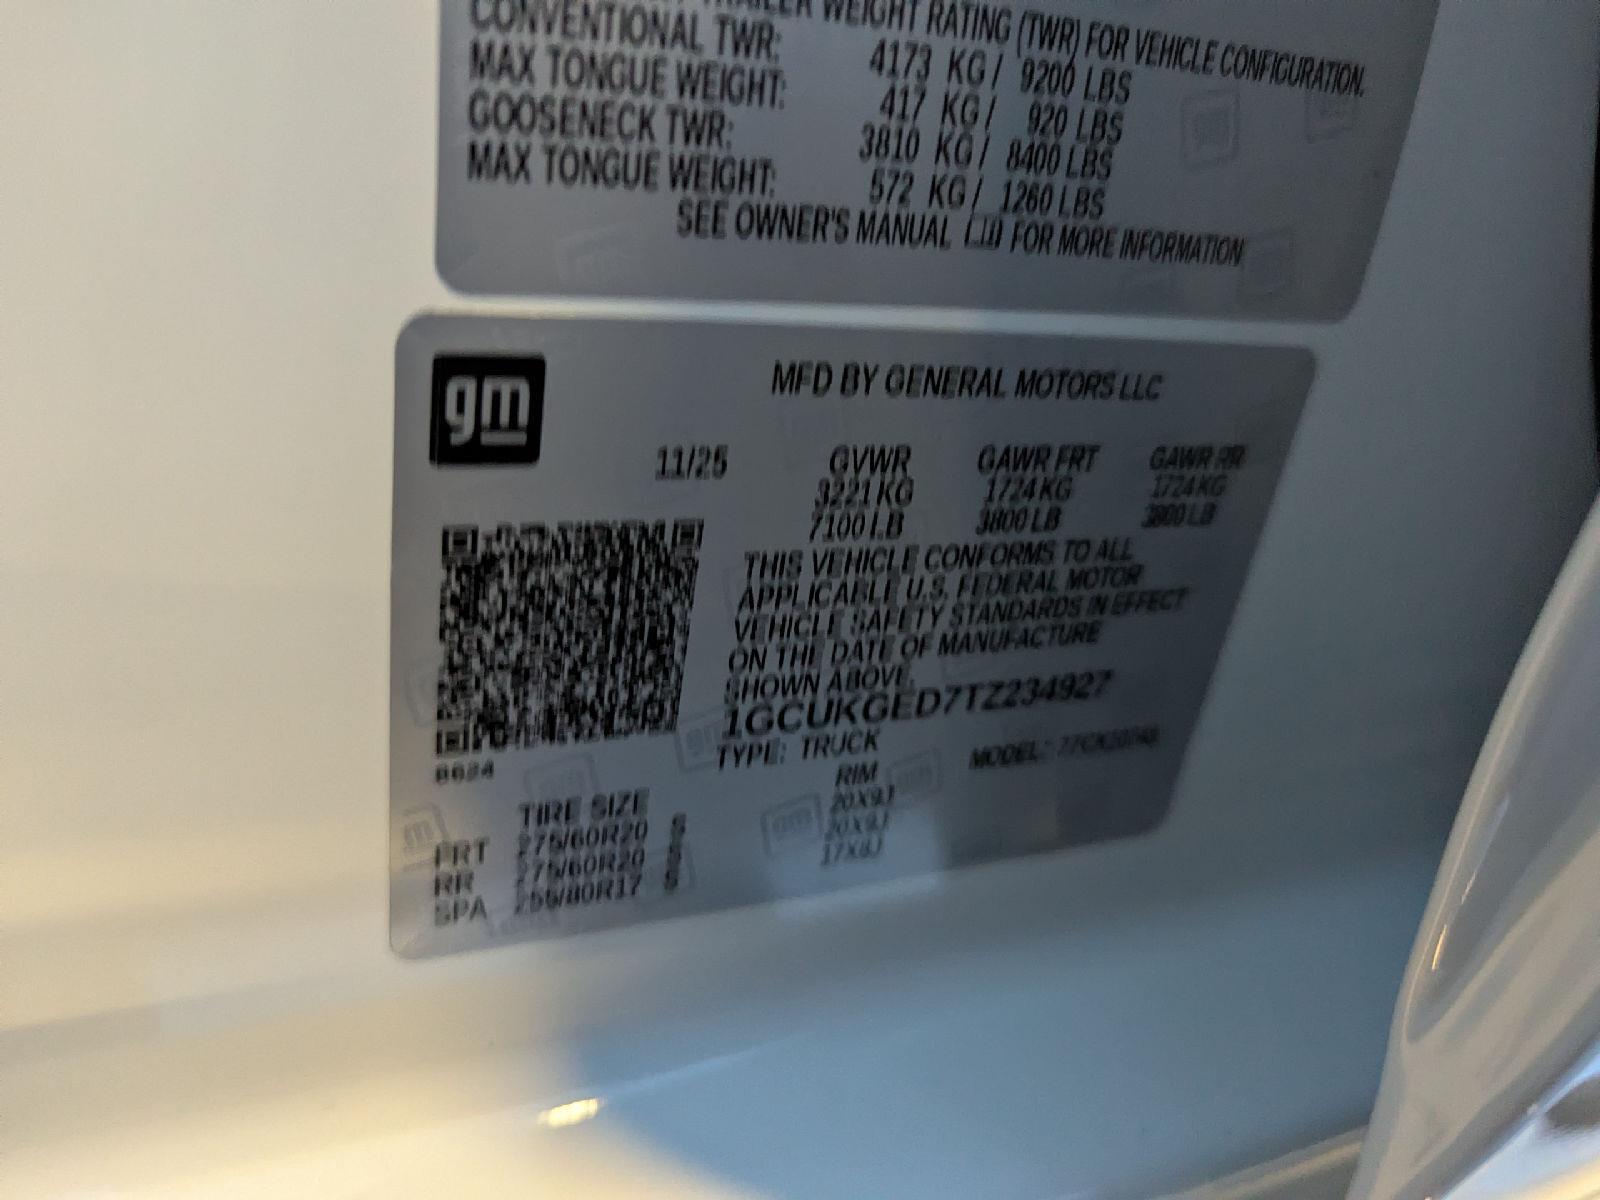 TRAILER WEIGHT RATING (TWR) FOR VEHICLE CONFIGURATION.
CONVENTIONAL TWR: 4173 KG / 9200 LBS
MAX TONGUE WEIGHT: 417 KG / 920 LBS
GOOSENECK TWR: 3810 KG / 8400 LBS
MAX TONGUE WEIGHT: 572 KG / 1260 LBS
SEE OWNER'S MANUAL FOR MORE INFORMATION
gm
MFD BY GENERAL MOTORS LLC
11/25 GVWR GAWR FRT GAWR RR
3221 KG 1724 KG 1724 KG
7100 LB 3800 LB 3800 LB
THIS VEHICLE CONFORMS TO ALL
APPLICABLE U.S. FEDERAL MOTOR
VEHICLE SAFETY STANDARDS IN EFFECT
ON THE DATE OF MANUFACTURE
SHOWN ABOVE.
1GCUKGED7TZ234927
TYPE: TRUCK MODEL:
6624
TIRE SIZE RIM
FRT 275/60R20 S 20X9J
RR 275/60R20 S 20X9J
SPA 255/80R17 S 17X8J